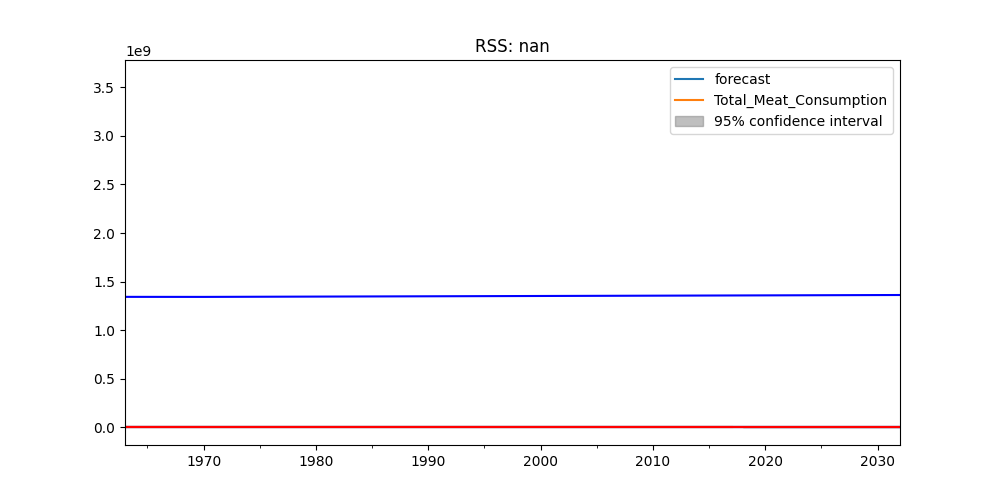 RSS: nan
1e9
forecast
Total_Meat_Consumption
95% confidence interval
3.5
3.0
2.5
2.0
1.5
1.0
0.5
0.0
1970 1980 1990 2000 2010 2020 2030